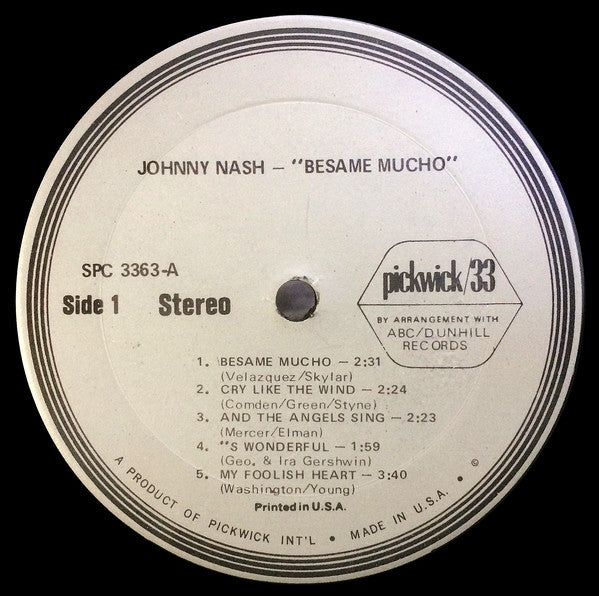 JOHNNY NASH — "BESAME MUCHO"
SPC 3363-A
Side 1 Stereo
pickwick/33
BY ARRANGEMENT WITH
ABC/DUNHILL
RECORDS
1. BESAME MUCHO — 2:31
(Velazquez/Skylar)
2. CRY LIKE THE WIND — 2:24
(Comden/Green/Styne)
3. AND THE ANGELS SING — 2:23
(Mercer/Elman)
4. "S WONDERFUL — 1:59
(Geo. & Ira Gershwin)
5. MY FOOLISH HEART — 3:40
(Washington/Young)
Printed in U.S.A.
A PRODUCT OF PICKWICK INT'L • MADE IN U.S.A. • ©